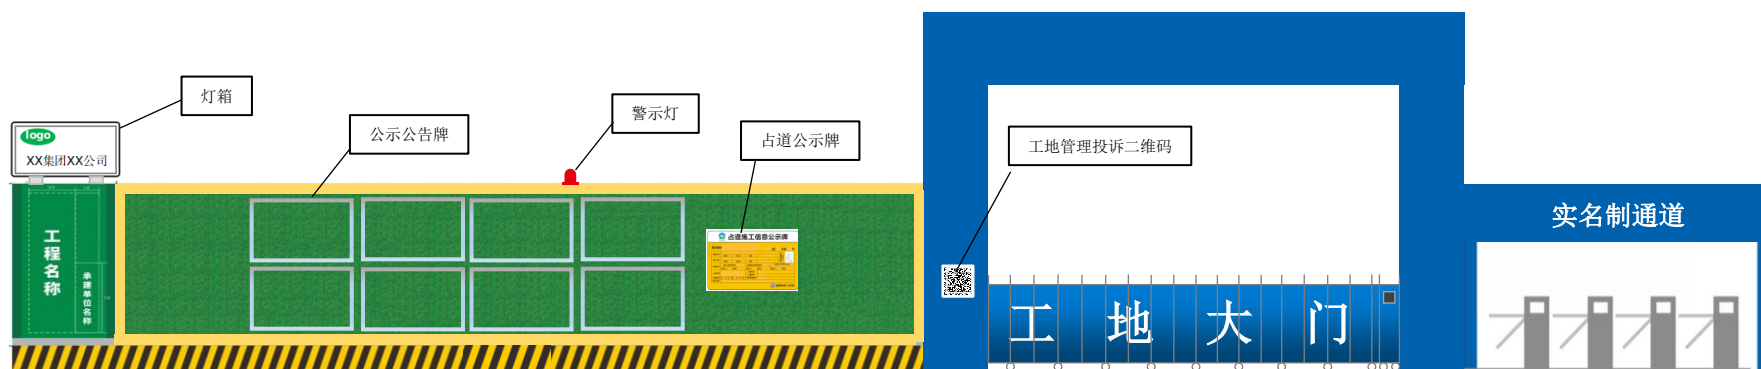 灯箱
公示公告牌
警示灯
占道公示牌
工地管理投诉二维码
logo
XX集团XX公司
工程名称
承建单位名称
占道施工信息公示牌
工地大门
实名制通道